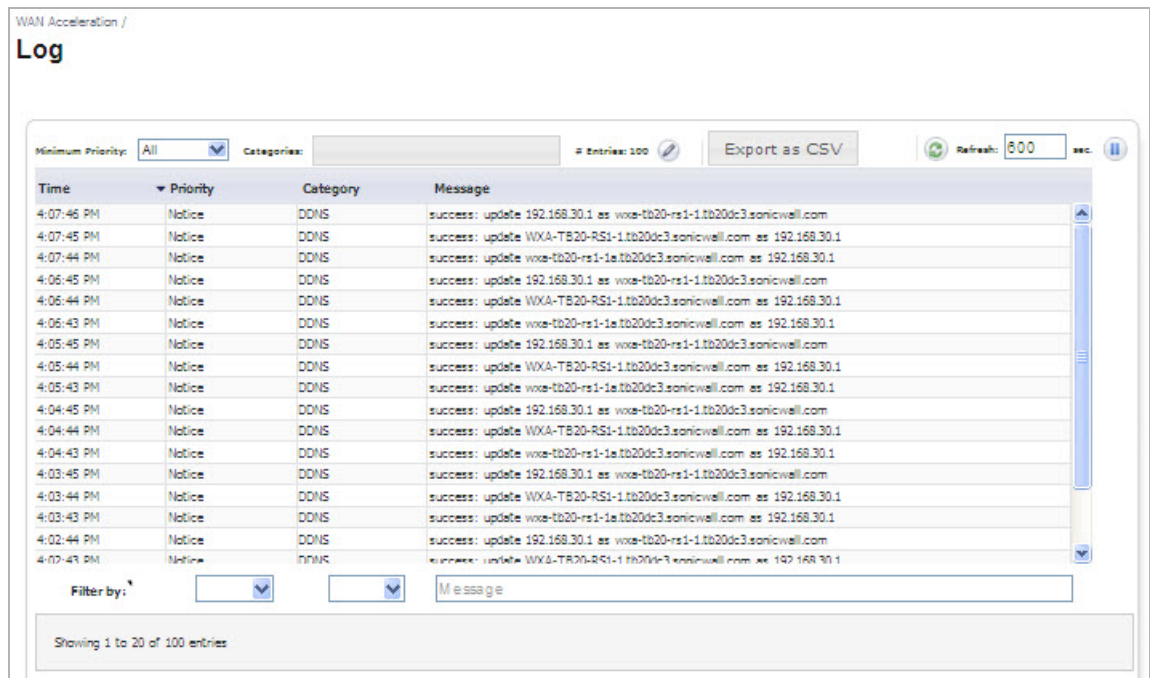 WAN Acceleration /
Log
Minimum Priority: All Categories: # Entries: 100 Export as CSV Refresh: 600 sec.
Time Priority Category Message
4:07:46 PM Notice DDNS success: update 192.168.30.1 as wxa-tb20-rs1-1.tb20dc3.sonicwall.com
4:07:45 PM Notice DDNS success: update WXA-TB20-RS1-1.tb20dc3.sonicwall.com as 192.168.30.1
4:07:44 PM Notice DDNS success: update wxa-tb20-rs1-1a.tb20dc3.sonicwall.com as 192.168.30.1
4:06:45 PM Notice DDNS success: update 192.168.30.1 as wxa-tb20-rs1-1.tb20dc3.sonicwall.com
4:06:44 PM Notice DDNS success: update WXA-TB20-RS1-1.tb20dc3.sonicwall.com as 192.168.30.1
4:06:43 PM Notice DDNS success: update wxa-tb20-rs1-1a.tb20dc3.sonicwall.com as 192.168.30.1
4:05:45 PM Notice DDNS success: update 192.168.30.1 as wxa-tb20-rs1-1.tb20dc3.sonicwall.com
4:05:44 PM Notice DDNS success: update WXA-TB20-RS1-1.tb20dc3.sonicwall.com as 192.168.30.1
4:05:43 PM Notice DDNS success: update wxa-tb20-rs1-1a.tb20dc3.sonicwall.com as 192.168.30.1
4:04:45 PM Notice DDNS success: update 192.168.30.1 as wxa-tb20-rs1-1.tb20dc3.sonicwall.com
4:04:44 PM Notice DDNS success: update WXA-TB20-RS1-1.tb20dc3.sonicwall.com as 192.168.30.1
4:04:43 PM Notice DDNS success: update wxa-tb20-rs1-1a.tb20dc3.sonicwall.com as 192.168.30.1
4:03:45 PM Notice DDNS success: update 192.168.30.1 as wxa-tb20-rs1-1.tb20dc3.sonicwall.com
4:03:44 PM Notice DDNS success: update WXA-TB20-RS1-1.tb20dc3.sonicwall.com as 192.168.30.1
4:03:43 PM Notice DDNS success: update wxa-tb20-rs1-1a.tb20dc3.sonicwall.com as 192.168.30.1
4:02:44 PM Notice DDNS success: update 192.168.30.1 as wxa-tb20-rs1-1.tb20dc3.sonicwall.com
4:02:43 PM Notice DDNS success: update WXA-TB20-RS1-1.tb20dc3.sonicwall.com as 192.168.30.1
Filter by: Message
Showing 1 to 20 of 100 entries